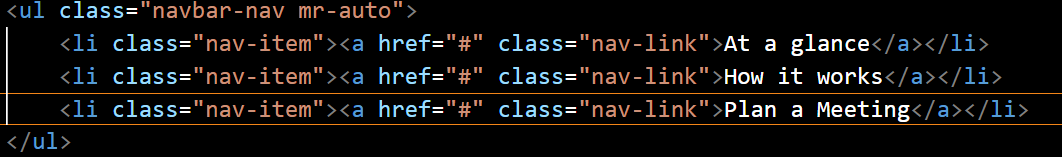 <ul class="navbar-nav mr-auto">
<li class="nav-item"><a href="#" class="nav-link">At a glance</a></li>
<li class="nav-item"><a href="#" class="nav-link">How it works</a></li>
<li class="nav-item"><a href="#" class="nav-link">Plan a Meeting</a></li>
</ul>